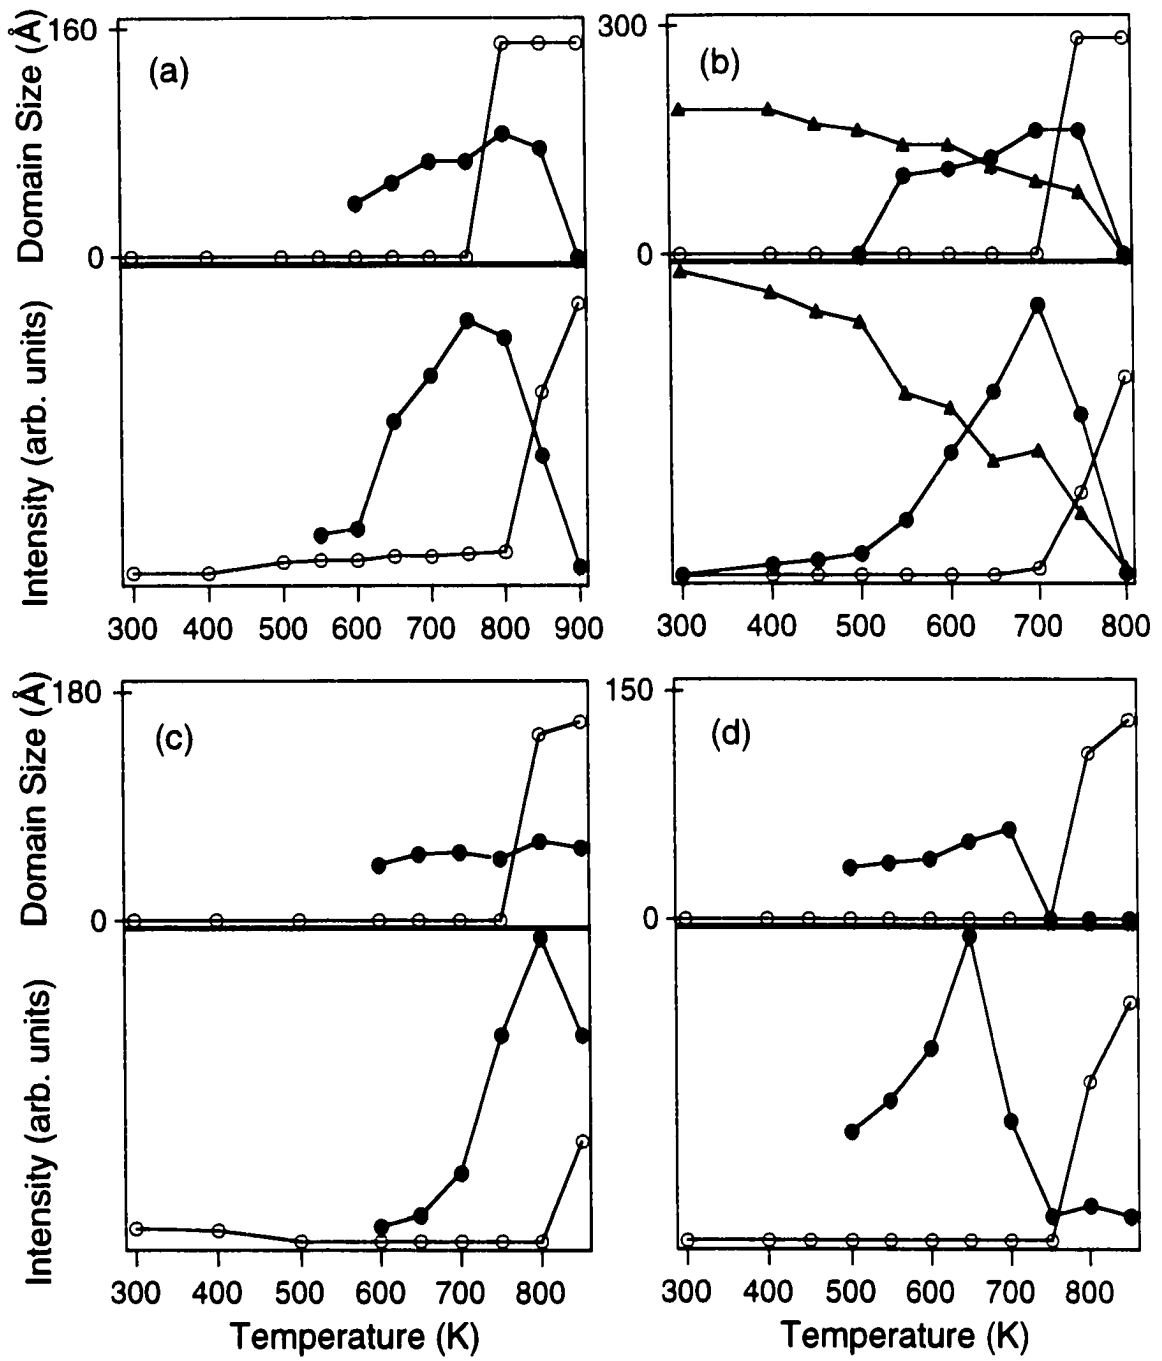 Domain Size (Å)
160
0
(a)
300
0
(b)
Intensity (arb. units)
300 400 500 600 700 800 900
300 400 500 600 700 800
Domain Size (Å)
180
0
(c)
150
0
(d)
Intensity (arb. units)
300 400 500 600 700 800
300 400 500 600 700 800
Temperature (K)
Temperature (K)